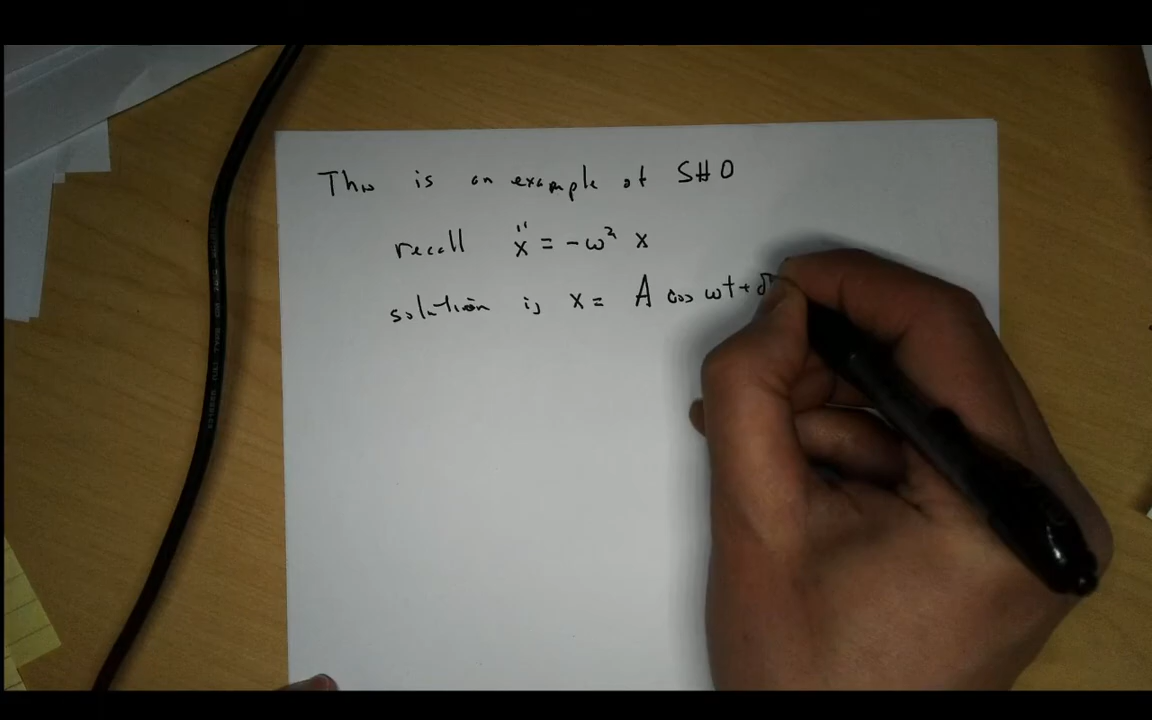 This is an example of SHO
recall ẍ = -ω² x
solution is x = A cos ωt + δ